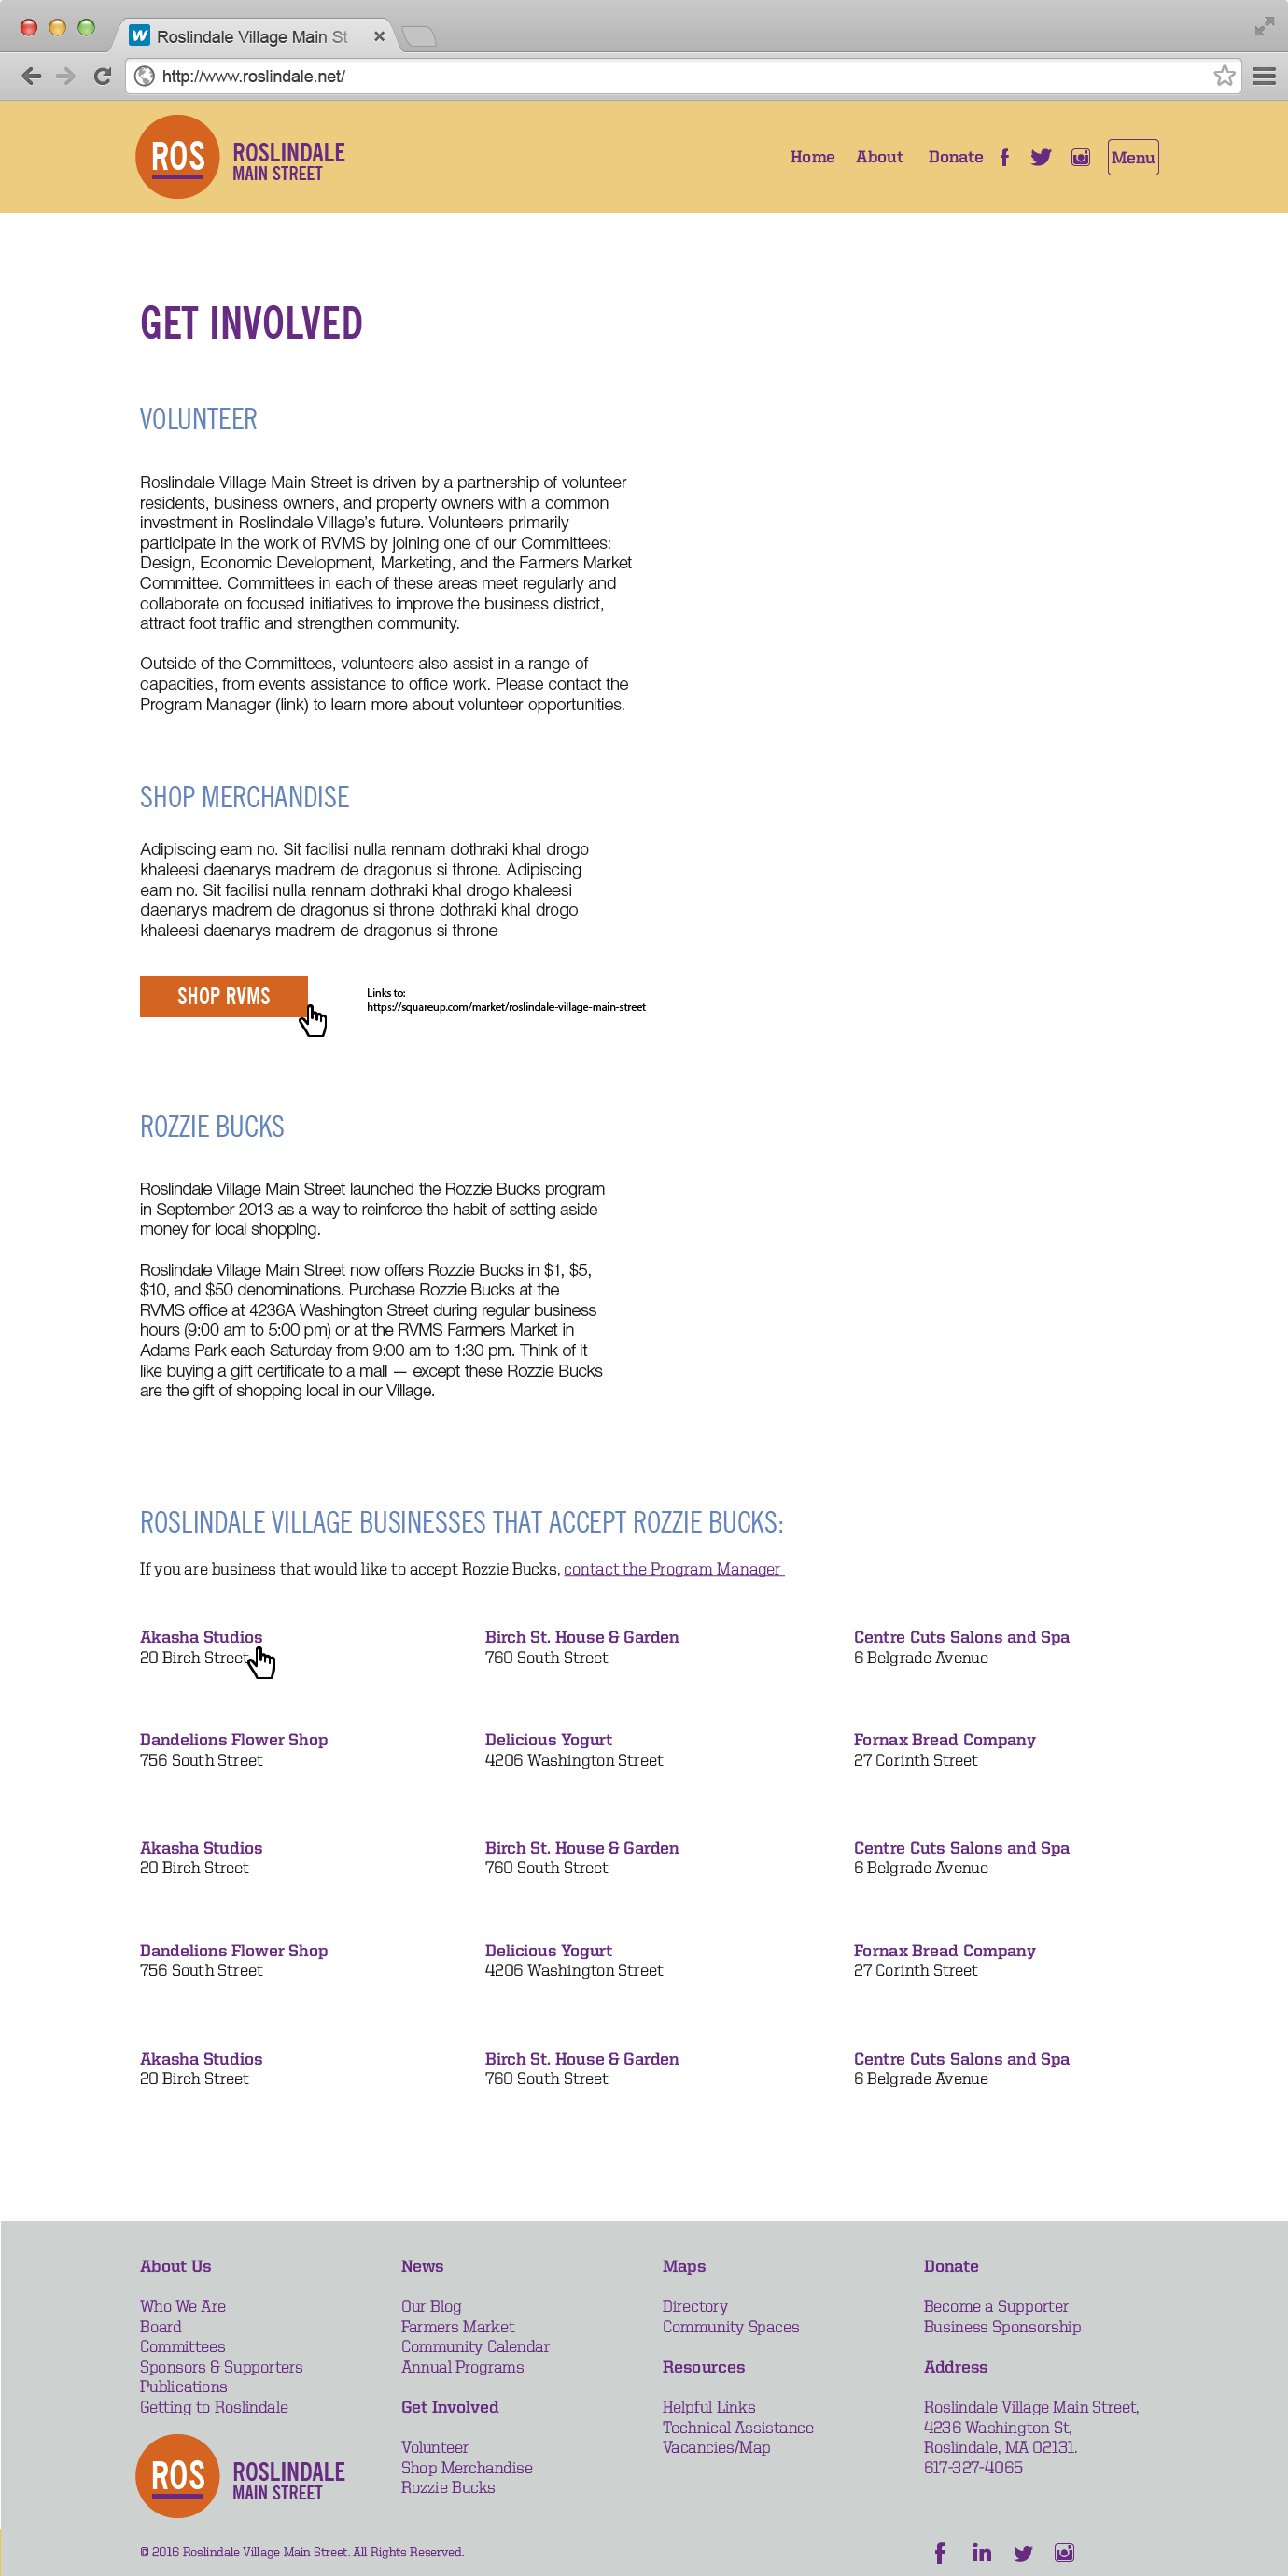 Roslindale Village Main St
http://www.roslindale.net/
ROS
ROSLINDALE
MAIN STREET
Home About Donate Menu
GET INVOLVED
VOLUNTEER
Roslindale Village Main Street is driven by a partnership of volunteer
residents, business owners, and property owners with a common
investment in Roslindale Village's future. Volunteers primarily
participate in the work of RVMS by joining one of our Committees:
Design, Economic Development, Marketing, and the Farmers Market
Committee. Committees in each of these areas meet regularly and
collaborate on focused initiatives to improve the business district,
attract foot traffic and strengthen community.
Outside of the Committees, volunteers also assist in a range of
capacities, from events assistance to office work. Please contact the
Program Manager (link) to learn more about volunteer opportunities.
SHOP MERCHANDISE
Adipiscing eam no. Sit facilisi nulla rennam dothraki khal drogo
khaleesi daenarys madrem de dragonus si throne. Adipiscing
eam no. Sit facilisi nulla rennam dothraki khal drogo khaleesi
daenarys madrem de dragonus si throne dothraki khal drogo
khaleesi daenarys madrem de dragonus si throne
SHOP RVMS
Links to:
https://squareup.com/market/roslindale-village-main-street
ROZZIE BUCKS
Roslindale Village Main Street launched the Rozzie Bucks program
in September 2013 as a way to reinforce the habit of setting aside
money for local shopping.
Roslindale Village Main Street now offers Rozzie Bucks in $1, $5,
$10, and $50 denominations. Purchase Rozzie Bucks at the
RVMS office at 4236A Washington Street during regular business
hours (9:00 am to 5:00 pm) or at the RVMS Farmers Market in
Adams Park each Saturday from 9:00 am to 1:30 pm. Think of it
like buying a gift certificate to a mall — except these Rozzie Bucks
are the gift of shopping local in our Village.
ROSLINDALE VILLAGE BUSINESSES THAT ACCEPT ROZZIE BUCKS:
If you are business that would like to accept Rozzie Bucks, contact the Program Manager
Akasha Studios
20 Birch Street
Birch St. House & Garden
760 South Street
Centre Cuts Salons and Spa
6 Belgrade Avenue
Dandelions Flower Shop
756 South Street
Delicious Yogurt
4206 Washington Street
Fornax Bread Company
27 Corinth Street
Akasha Studios
20 Birch Street
Birch St. House & Garden
760 South Street
Centre Cuts Salons and Spa
6 Belgrade Avenue
Dandelions Flower Shop
756 South Street
Delicious Yogurt
4206 Washington Street
Fornax Bread Company
27 Corinth Street
Akasha Studios
20 Birch Street
Birch St. House & Garden
760 South Street
Centre Cuts Salons and Spa
6 Belgrade Avenue
About Us
Who We Are
Board
Committees
Sponsors & Supporters
Publications
Getting to Roslindale
News
Our Blog
Farmers Market
Community Calendar
Annual Programs
Get Involved
Volunteer
Shop Merchandise
Rozzie Bucks
Maps
Directory
Community Spaces
Resources
Helpful Links
Technical Assistance
Vacancies/Map
Donate
Become a Supporter
Business Sponsorship
Address
Roslindale Village Main Street,
4236 Washington St,
Roslindale, MA 02131.
617-327-4065
ROS
ROSLINDALE
MAIN STREET
© 2016 Roslindale Village Main Street. All Rights Reserved.